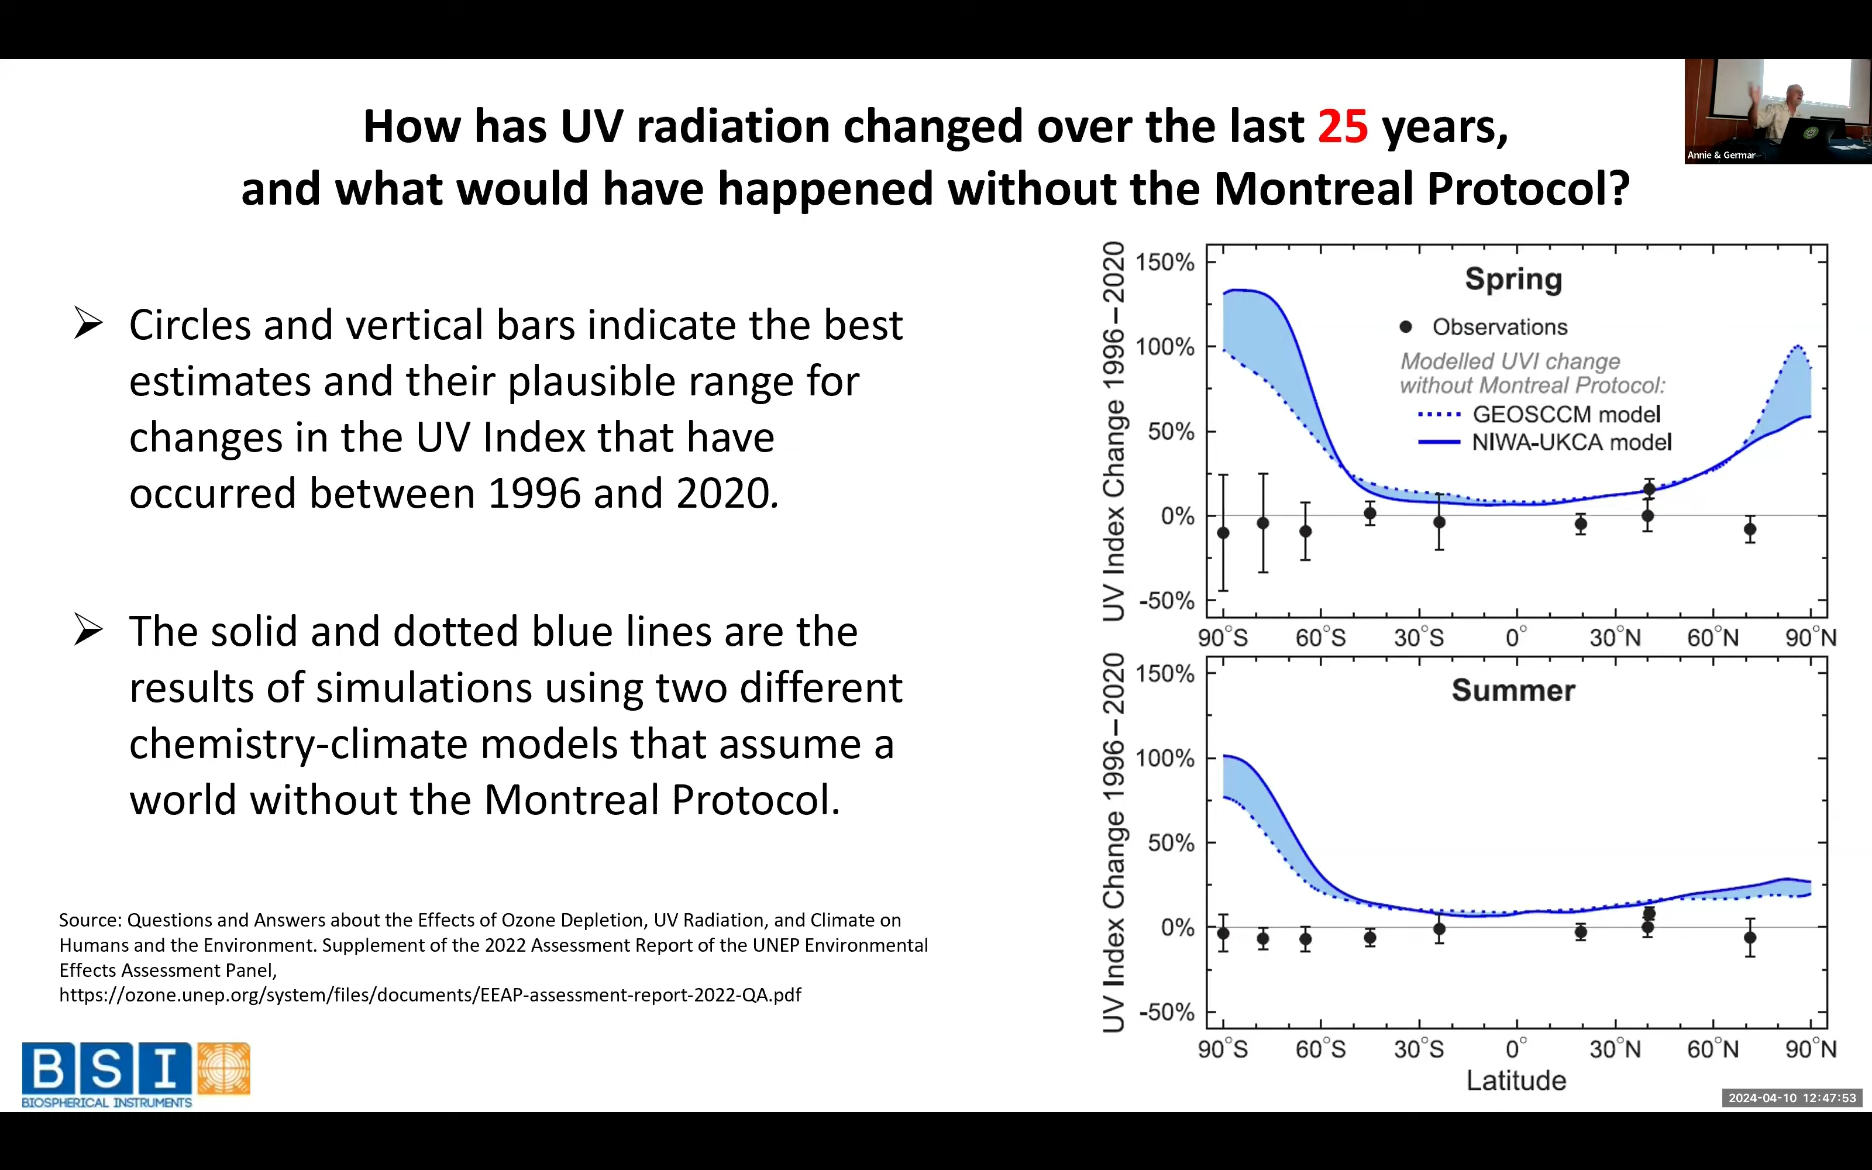 How has UV radiation changed over the last 25 years,
and what would have happened without the Montreal Protocol?
Annie & Germar
➢ Circles and vertical bars indicate the best
estimates and their plausible range for
changes in the UV Index that have
occurred between 1996 and 2020.
➢ The solid and dotted blue lines are the
results of simulations using two different
chemistry-climate models that assume a
world without the Montreal Protocol.
Source: Questions and Answers about the Effects of Ozone Depletion, UV Radiation, and Climate on
Humans and the Environment. Supplement of the 2022 Assessment Report of the UNEP Environmental
Effects Assessment Panel,
https://ozone.unep.org/system/files/documents/EEAP-assessment-report-2022-QA.pdf
BSI
BIOSPHERICAL INSTRUMENTS
UV Index Change 1996–2020
150%
100%
50%
0%
-50%
Spring
Observations
Modelled UVI change
without Montreal Protocol:
GEOSCCM model
NIWA-UKCA model
90°S 60°S 30°S 0° 30°N 60°N 90°N
UV Index Change 1996–2020
150%
100%
50%
0%
-50%
Summer
90°S 60°S 30°S 0° 30°N 60°N 90°N
Latitude
2024-04-10 12:47:53